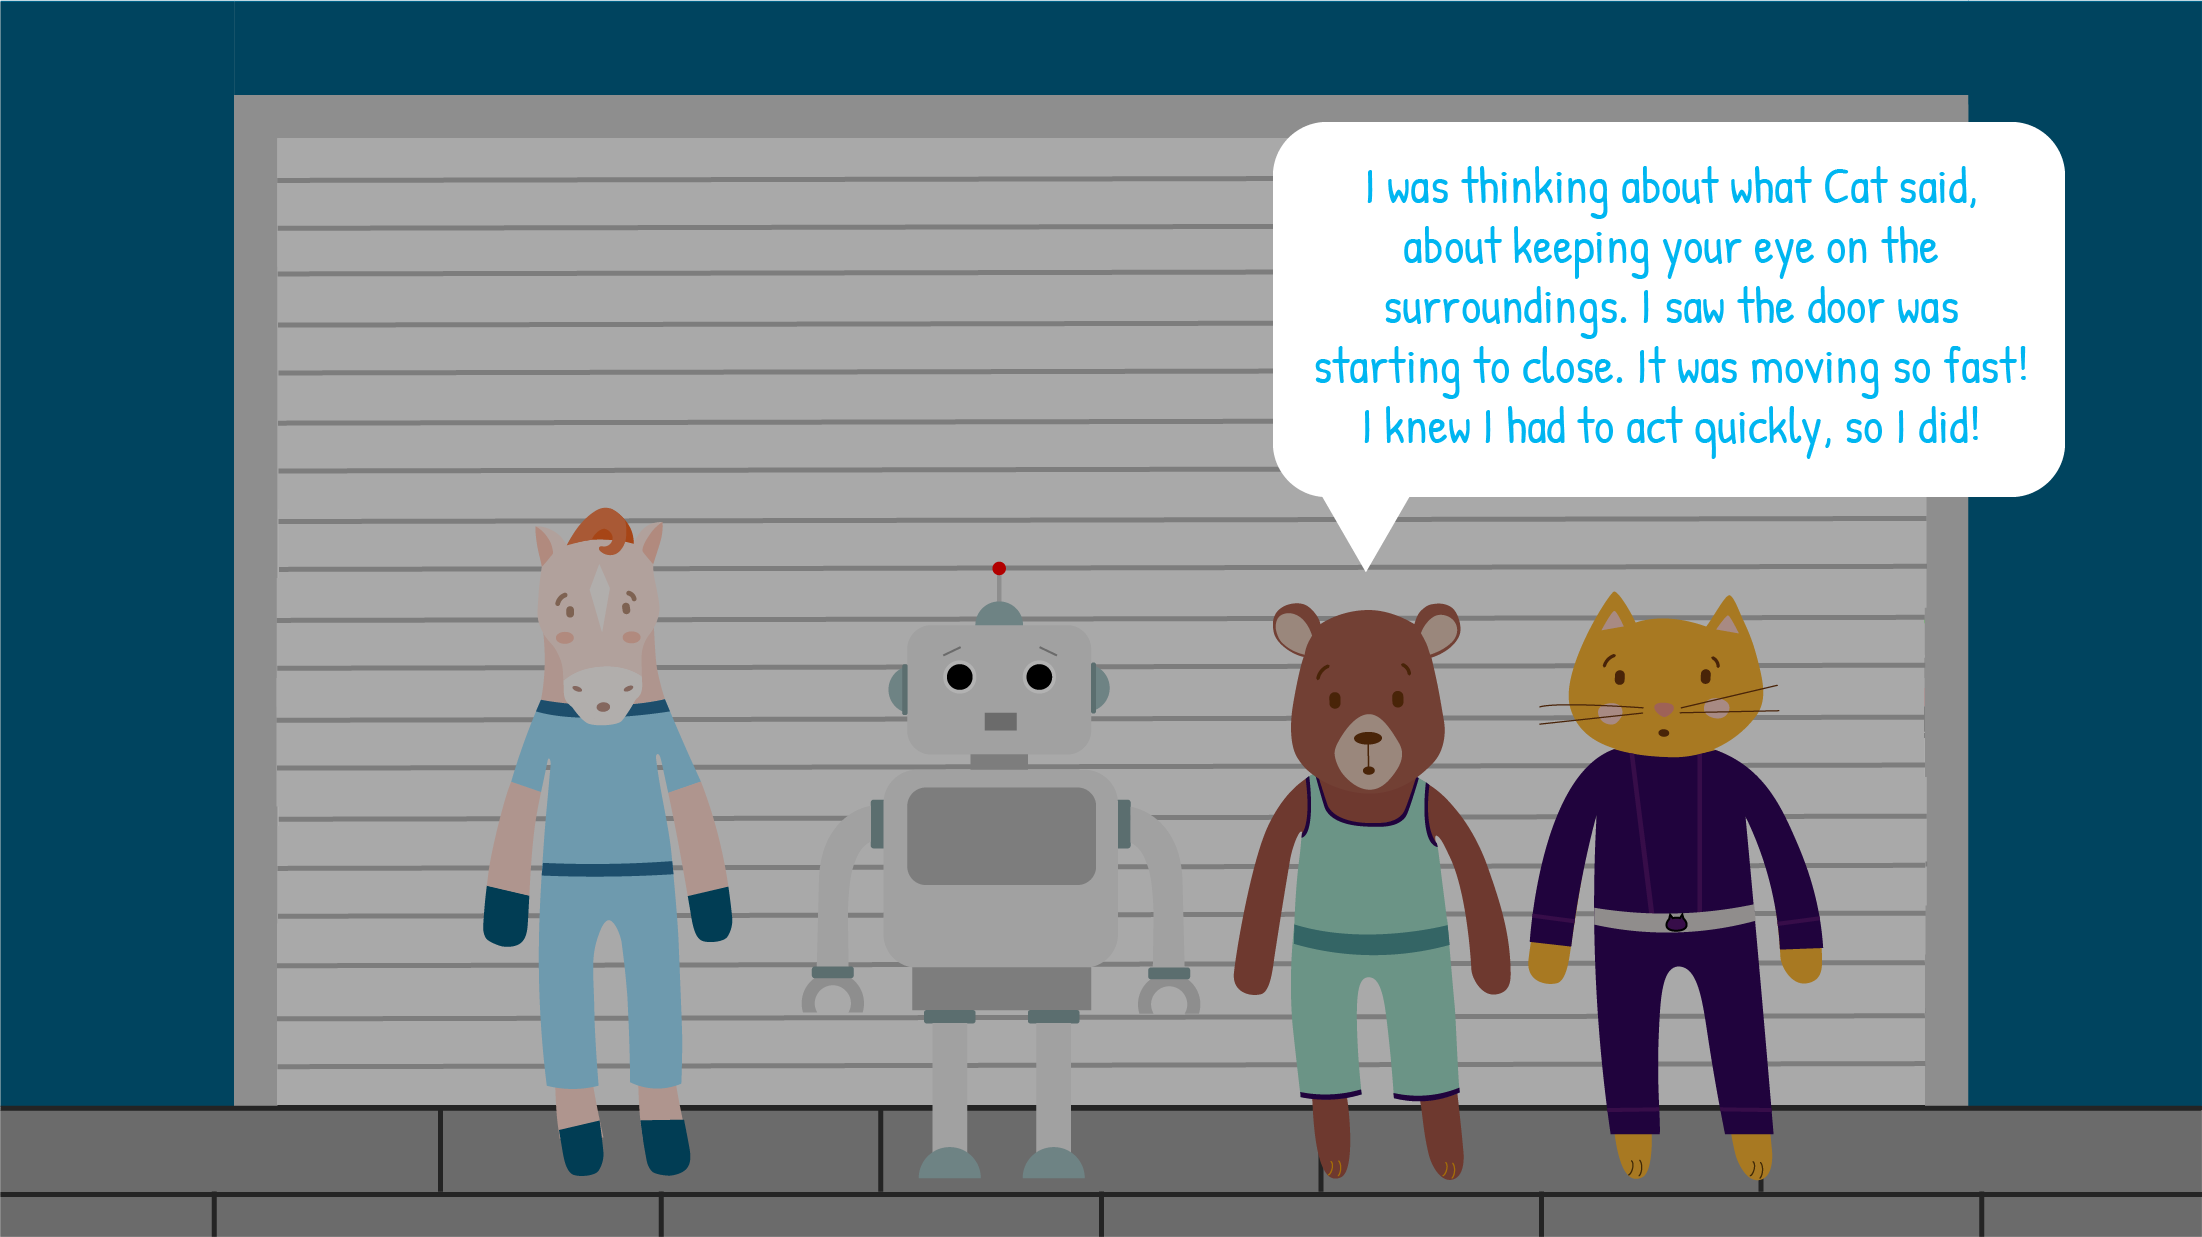 I was thinking about what Cat said,
about keeping your eye on the
surroundings. I saw the door was
starting to close. It was moving so fast!
I knew I had to act quickly, so I did!